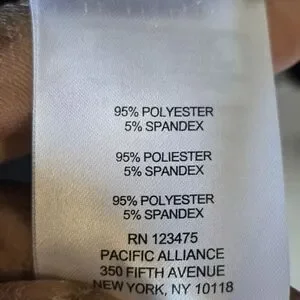 95% POLYESTER
5% SPANDEX
95% POLIESTER
5% SPANDEX
95% POLYESTER
5% SPANDEX
RN 123475
PACIFIC ALLIANCE
350 FIFTH AVENUE
NEW YORK, NY 10118